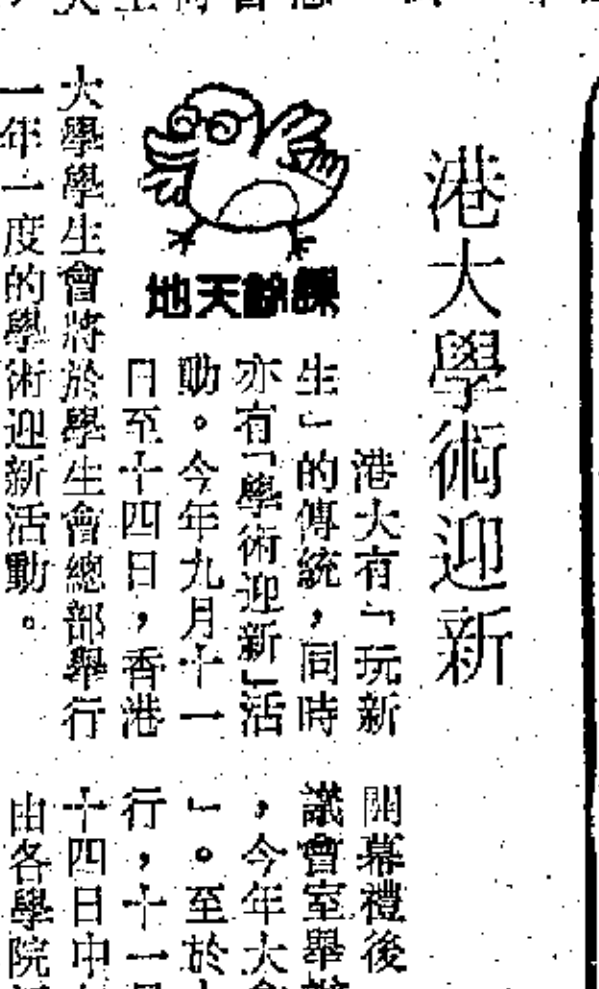 港大學術迎新
課餘天地
港大有「玩新
生」的傳統，同時
亦有「學術迎新」活
動。今年九月十一
日至十四日，香港
大學學生會將於學生會總部舉行
一年一度的學術迎新活動。
開幕禮後
議會室舉辦
，今年大會
」。至於
行，十一月
十四日中
由各學院